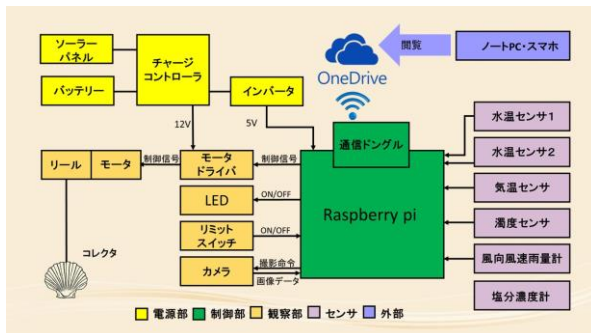 ソーラー
パネル
バッテリー
チャージ
コントローラ
インバータ
12V
5V
OneDrive
閲覧
ノートPC・スマホ
通信ドングル
Raspberry pi
リール
モータ
制御信号
モータ
ドライバ
制御信号
LED
ON/OFF
リミット
スイッチ
ON/OFF
カメラ
撮影命令
画像データ
コレクタ
水温センサ1
水温センサ2
気温センサ
濁度センサ
風向風速雨量計
塩分濃度計
電源部
制御部
観察部
センサ
外部